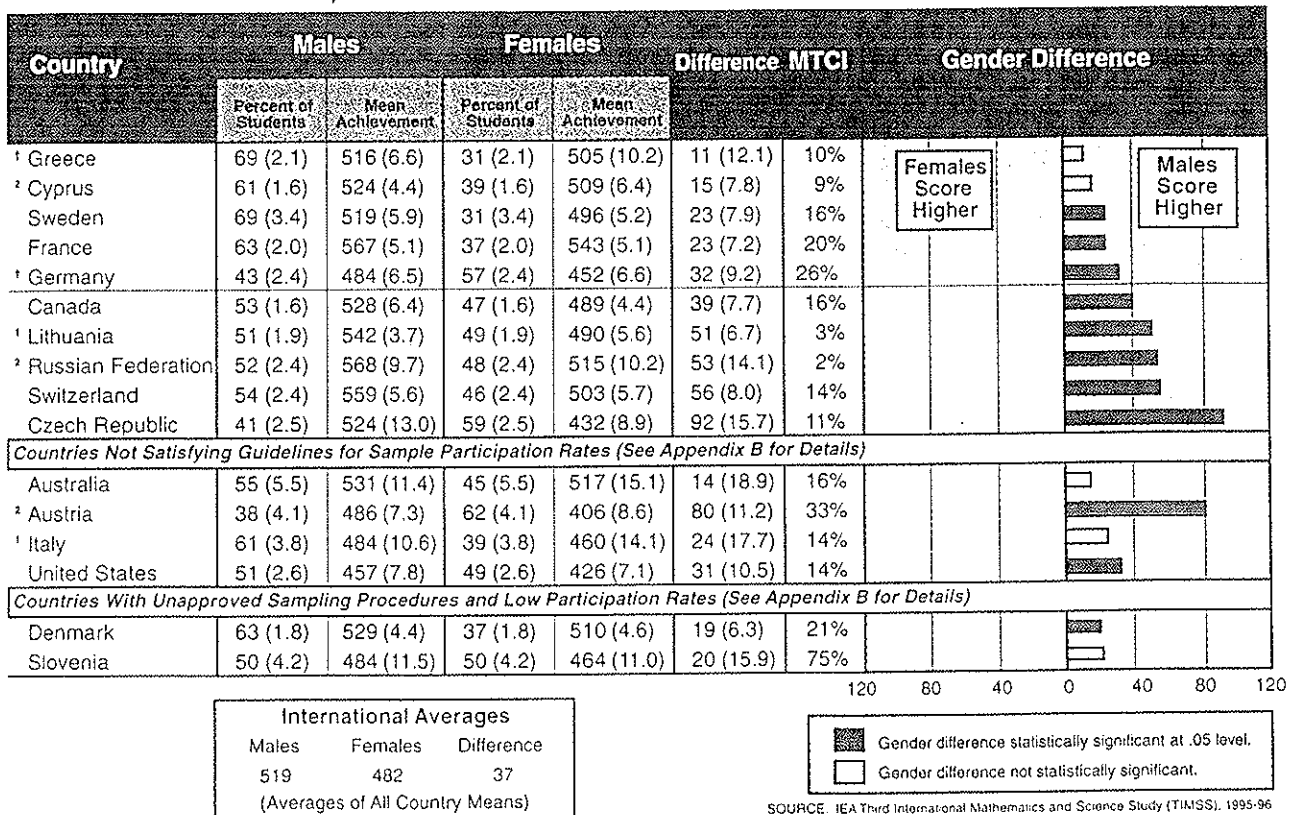 Country Males Females Difference MTCI Gender Difference
Percent of Students Mean Achievement Percent of Students Mean Achievement
¹ Greece 69 (2.1) 516 (6.6) 31 (2.1) 505 (10.2) 11 (12.1) 10%
² Cyprus 61 (1.6) 524 (4.4) 39 (1.6) 509 (6.4) 15 (7.8) 9%
Sweden 69 (3.4) 519 (5.9) 31 (3.4) 496 (5.2) 23 (7.9) 16%
France 63 (2.0) 567 (5.1) 37 (2.0) 543 (5.1) 23 (7.2) 20%
¹ Germany 43 (2.4) 484 (6.5) 57 (2.4) 452 (6.6) 32 (9.2) 26%
Canada 53 (1.6) 528 (6.4) 47 (1.6) 489 (4.4) 39 (7.7) 16%
¹ Lithuania 51 (1.9) 542 (3.7) 49 (1.9) 490 (5.6) 51 (6.7) 3%
² Russian Federation 52 (2.4) 568 (9.7) 48 (2.4) 515 (10.2) 53 (14.1) 2%
Switzerland 54 (2.4) 559 (5.6) 46 (2.4) 503 (5.7) 56 (8.0) 14%
Czech Republic 41 (2.5) 524 (13.0) 59 (2.5) 432 (8.9) 92 (15.7) 11%
Females Score Higher
Males Score Higher
Countries Not Satisfying Guidelines for Sample Participation Rates (See Appendix B for Details)
Australia 55 (5.5) 531 (11.4) 45 (5.5) 517 (15.1) 14 (18.9) 16%
² Austria 38 (4.1) 486 (7.3) 62 (4.1) 406 (8.6) 80 (11.2) 33%
¹ Italy 61 (3.8) 484 (10.6) 39 (3.8) 460 (14.1) 24 (17.7) 14%
United States 51 (2.6) 457 (7.8) 49 (2.6) 426 (7.1) 31 (10.5) 14%
Countries With Unapproved Sampling Procedures and Low Participation Rates (See Appendix B for Details)
Denmark 63 (1.8) 529 (4.4) 37 (1.8) 510 (4.6) 19 (6.3) 21%
Slovenia 50 (4.2) 484 (11.5) 50 (4.2) 464 (11.0) 20 (15.9) 75%
120 80 40 0 40 80 120
International Averages
Males Females Difference
519 482 37
(Averages of All Country Means)
Gender difference statistically significant at .05 level.
Gender difference not statistically significant.
SOURCE. IEA Third International Mathematics and Science Study (TIMSS), 1995-96